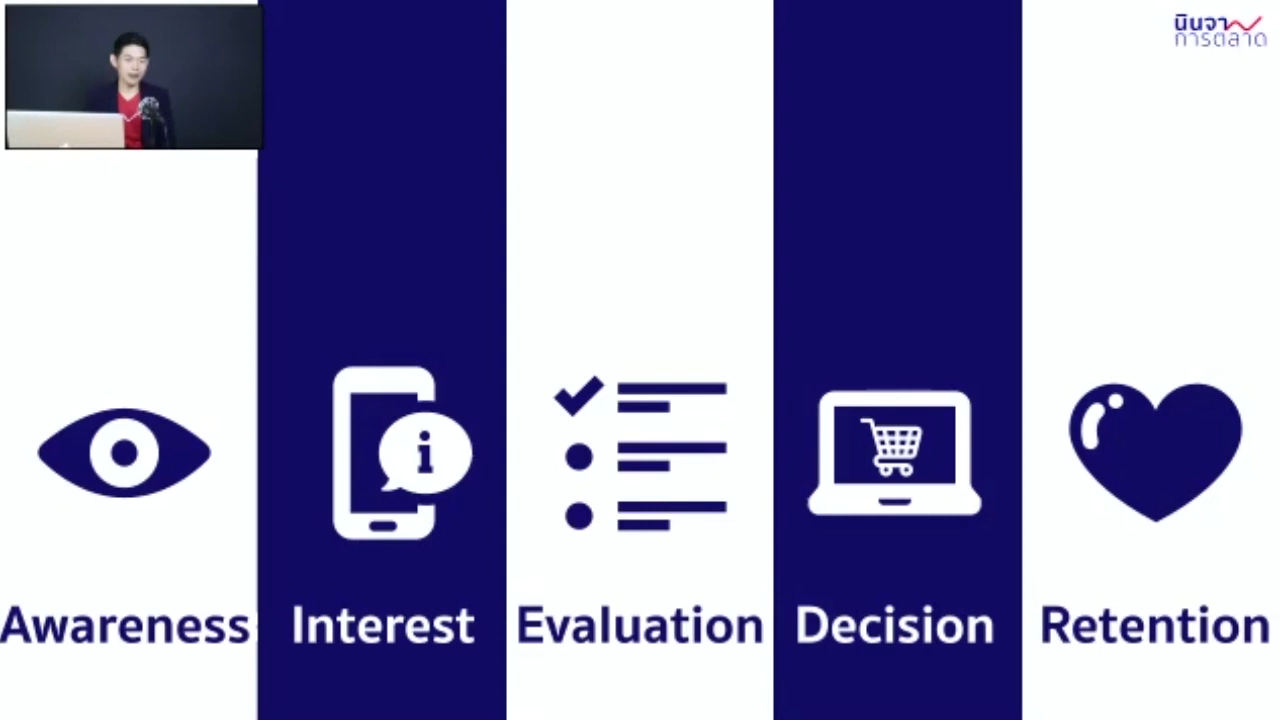 นินจา
การตลาด
i
Awareness
Interest
Evaluation
Decision
Retention